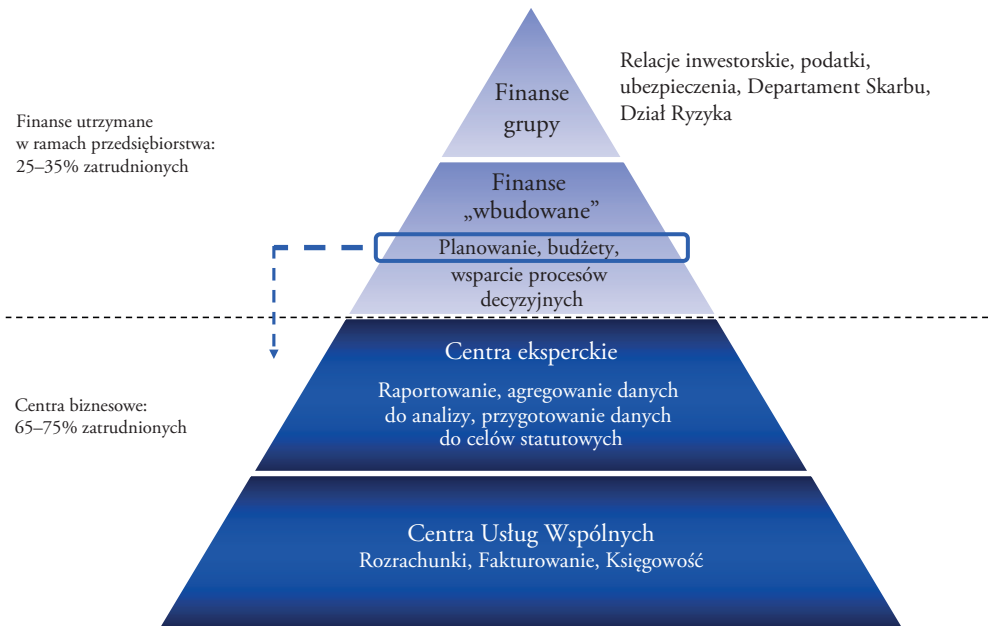 Finanse
grupy
Relacje inwestorskie, podatki,
ubezpieczenia, Departament Skarbu,
Dział Ryzyka
Finanse utrzymane
w ramach przedsiębiorstwa:
25–35% zatrudnionych
Finanse
„wbudowane”
Planowanie, budżety,
wsparcie procesów
decyzyjnych
Centra eksperckie
Raportowanie, agregowanie danych
do analizy, przygotowanie danych
do celów statutowych
Centra biznesowe:
65–75% zatrudnionych
Centra Usług Wspólnych
Rozrachunki, Fakturowanie, Księgowość